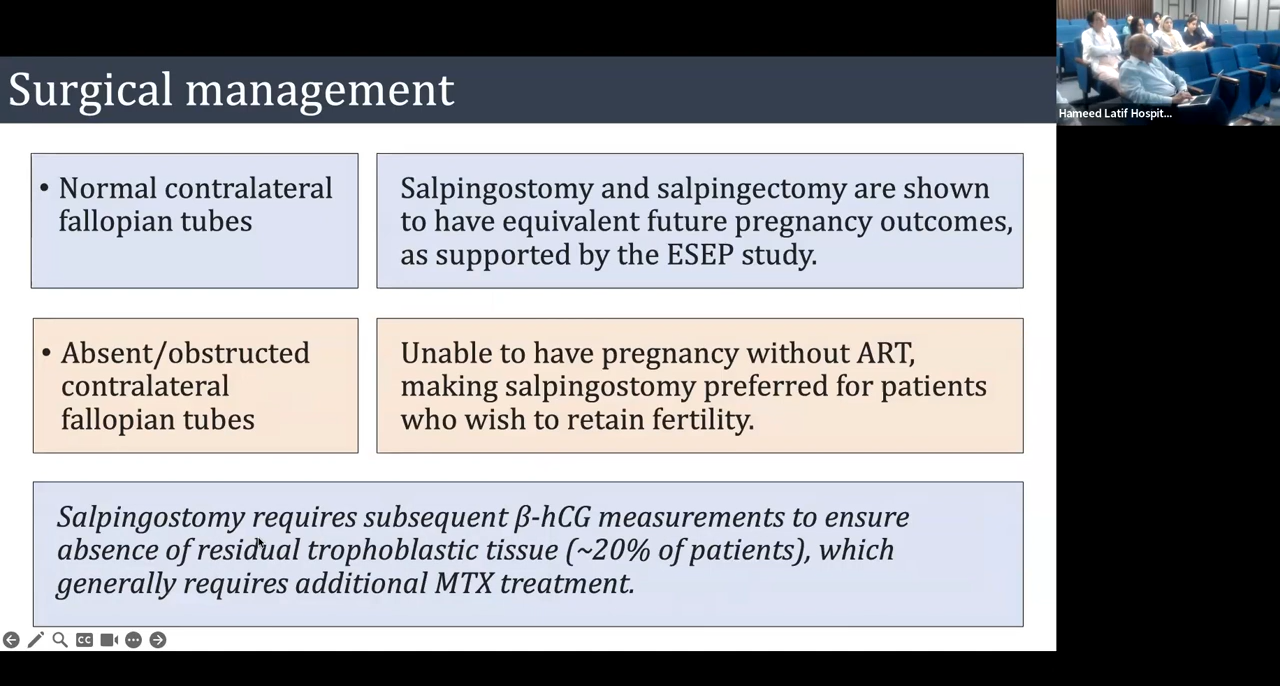 Surgical management
Hameed Latif Hospit...
• Normal contralateral
fallopian tubes
Salpingostomy and salpingectomy are shown
to have equivalent future pregnancy outcomes,
as supported by the ESEP study.
• Absent/obstructed
contralateral
fallopian tubes
Unable to have pregnancy without ART,
making salpingostomy preferred for patients
who wish to retain fertility.
Salpingostomy requires subsequent β-hCG measurements to ensure
absence of residual trophoblastic tissue (~20% of patients), which
generally requires additional MTX treatment.
CC